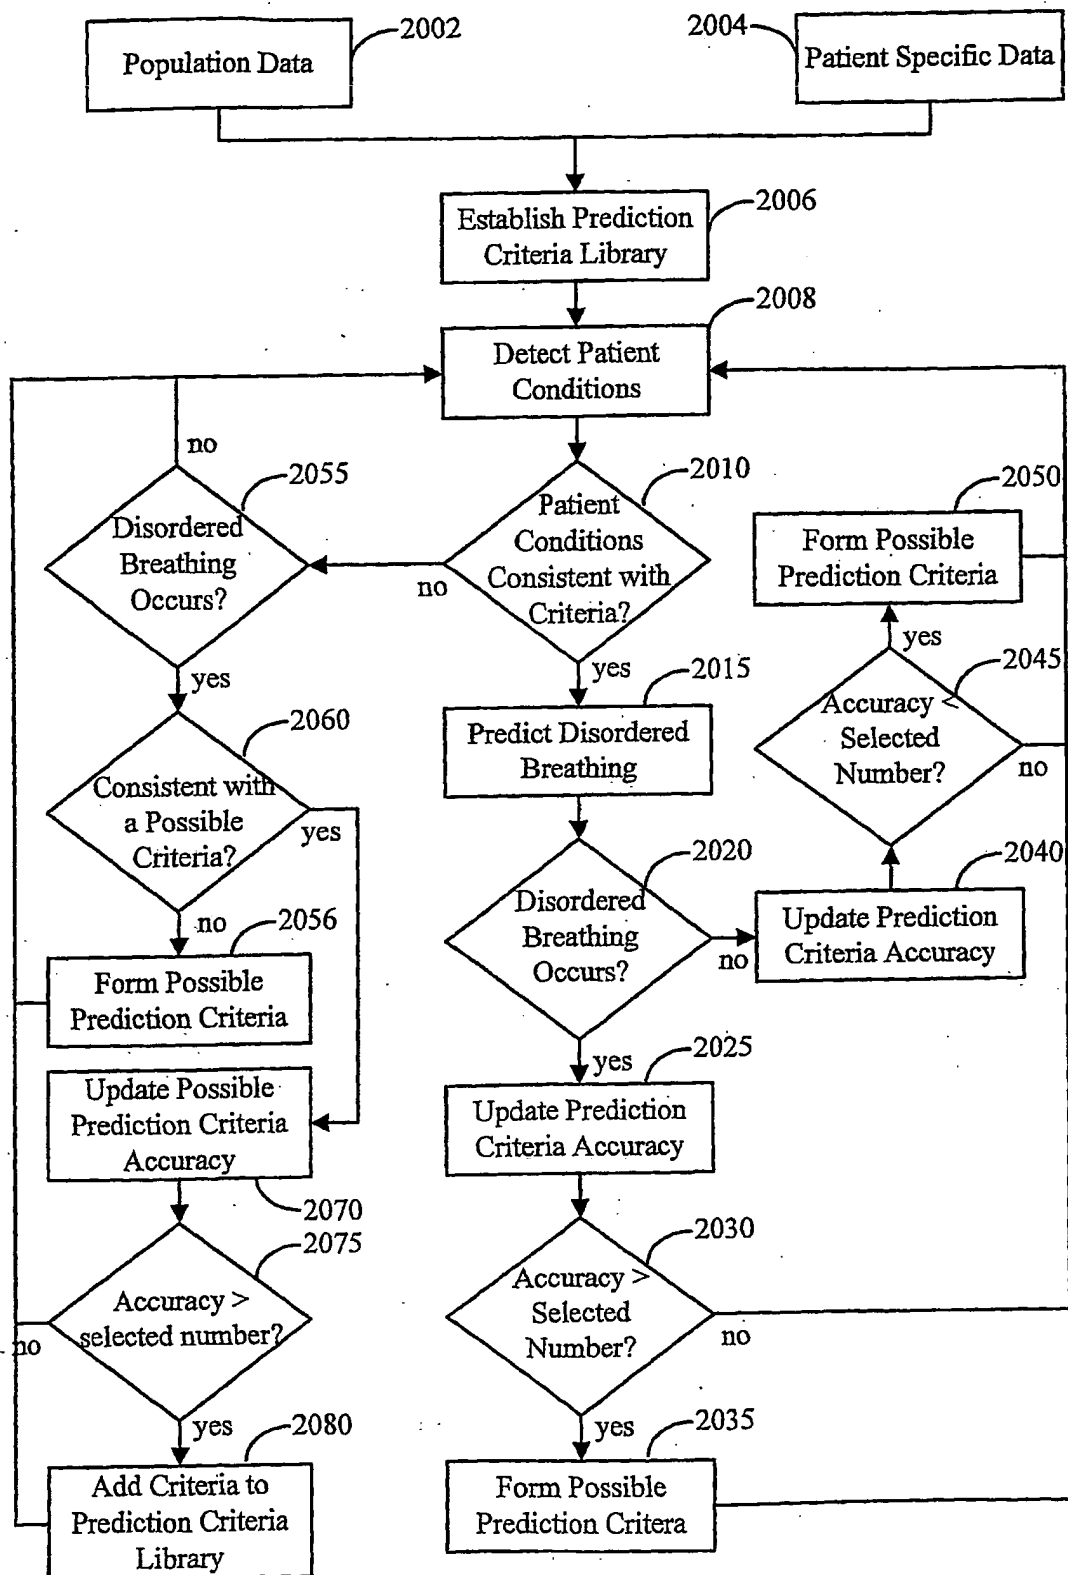 2002
2004
Population Data
Patient Specific Data
2006
Establish Prediction
Criteria Library
2008
Detect Patient
Conditions
no
2055
Disordered
Breathing
Occurs?
2010
Patient
Conditions
Consistent with
Criteria?
no
yes
2050
Form Possible
Prediction Criteria
yes
2045
Accuracy <
Selected
Number?
no
yes
2015
Predict Disordered
Breathing
2060
Consistent with
a Possible
Criteria?
yes
no
2020
Disordered
Breathing
Occurs?
no
yes
2040
Update Prediction
Criteria Accuracy
2056
Form Possible
Prediction Criteria
2025
Update Prediction
Criteria Accuracy
Update Possible
Prediction Criteria
Accuracy
2070
2075
Accuracy >
selected number?
no
yes
2030
Accuracy >
Selected
Number?
no
yes
2080
Add Criteria to
Prediction Criteria
Library
2035
Form Possible
Prediction Critera